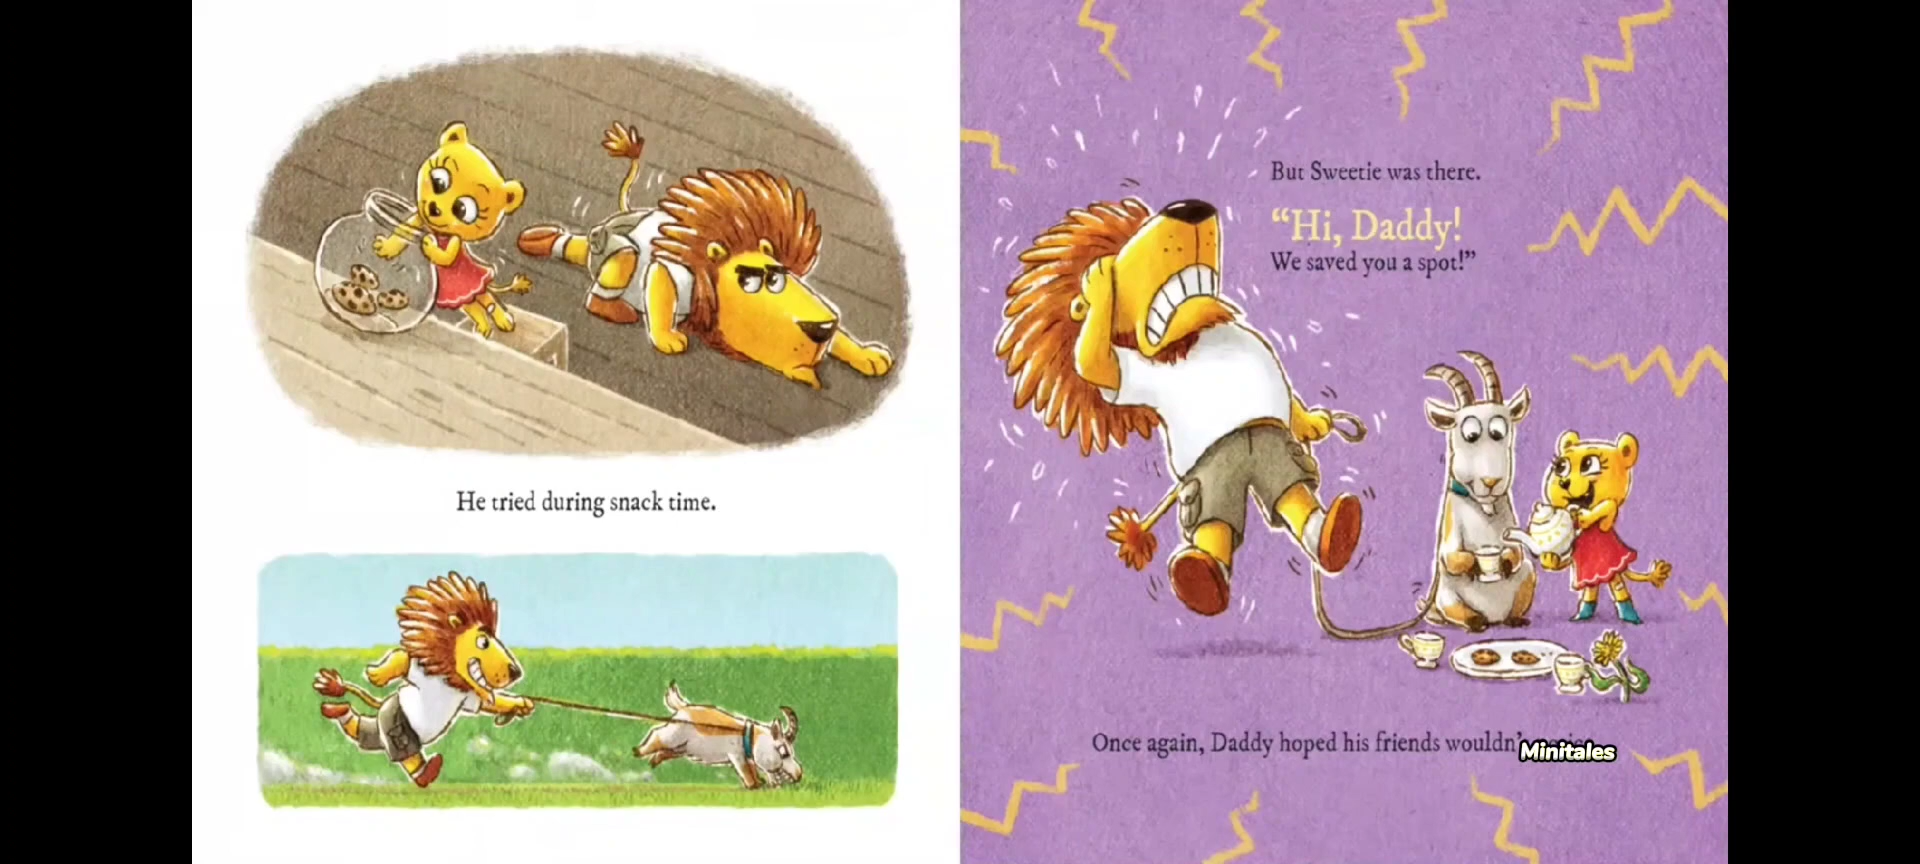 He tried during snack time.
But Sweetie was there.
“Hi, Daddy!
We saved you a spot!”
Once again, Daddy hoped his friends
Minitales